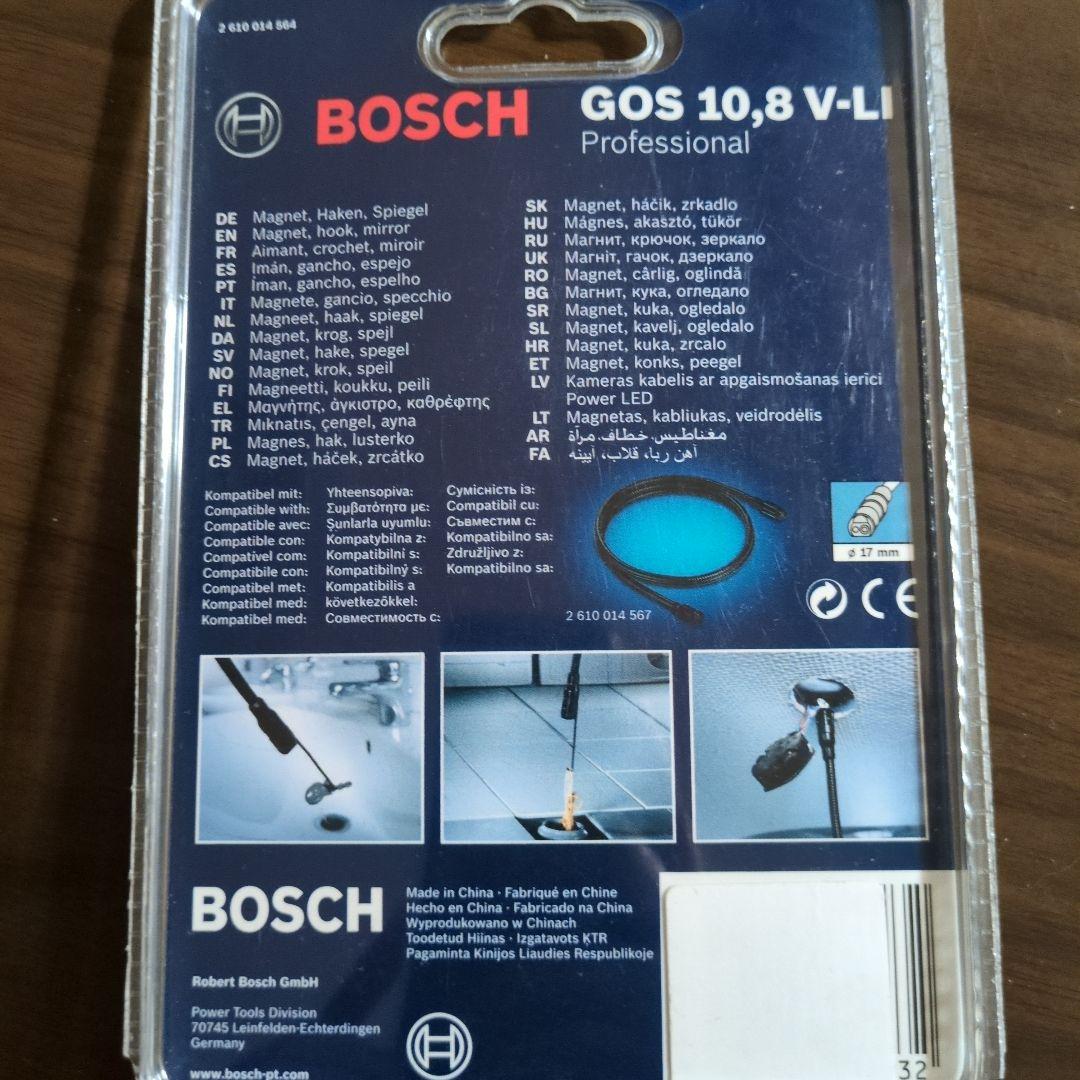 2 610 014 564
BOSCH
GOS 10,8 V-LI
Professional
DE Magnet, Haken, Spiegel
EN Magnet, hook, mirror
FR Aimant, crochet, miroir
ES Imán, gancho, espejo
PT Íman, gancho, espelho
IT Magnete, gancio, specchio
NL Magneet, haak, spiegel
DA Magnet, krog, spejl
SV Magnet, hake, spegel
NO Magnet, krok, speil
FI Magneetti, koukku, peili
EL Μαγνήτης, άγκιστρο, καθρέφτης
TR Mıknatıs, çengel, ayna
PL Magnes, hak, lusterko
CS Magnet, háček, zrcátko
SK Magnet, háčik, zrkadlo
HU Mágnes, akasztó, tükör
RU Магнит, крючок, зеркало
UK Магніт, гачок, дзеркало
RO Magnet, cârlig, oglindă
BG Магнит, кука, огледало
SR Magnet, kuka, ogledalo
SL Magnet, kavelj, ogledalo
HR Magnet, kuka, zrcalo
ET Magnet, konks, peegel
LV Kameras kabelis ar apgaismošanas ierīci
Power LED
LT Magnetas, kabliukas, veidrodėlis
AR مغناطيس، خطاف، مرآة
FA آهن ربا، قلاب، آیینه
Kompatibel mit:
Compatible with:
Compatible avec:
Compatible con:
Compatível com:
Compatibile con:
Compatibel met:
Kompatibel med:
Kompatibel med:
Yhteensopiva:
Συμβατότητα με:
Şunlarla uyumlu:
Kompatybilna z:
Kompatibilní s:
Kompatibilný s:
Kompatibilis a
következőkkel:
Совместимость с:
Сумісність із:
Compatibil cu:
Съвместим с:
Kompatibilno sa:
Združljivo z:
Kompatibilno sa:
2 610 014 567
ø 17 mm
CE
BOSCH
Made in China · Fabriqué en Chine
Hecho en China · Fabricado na China
Wyprodukowano w Chinach
Toodetud Hiinas · Izgatavots ĶTR
Pagaminta Kinijos Liaudies Respublikoje
Robert Bosch GmbH
Power Tools Division
70745 Leinfelden-Echterdingen
Germany
www.bosch-pt.com
32